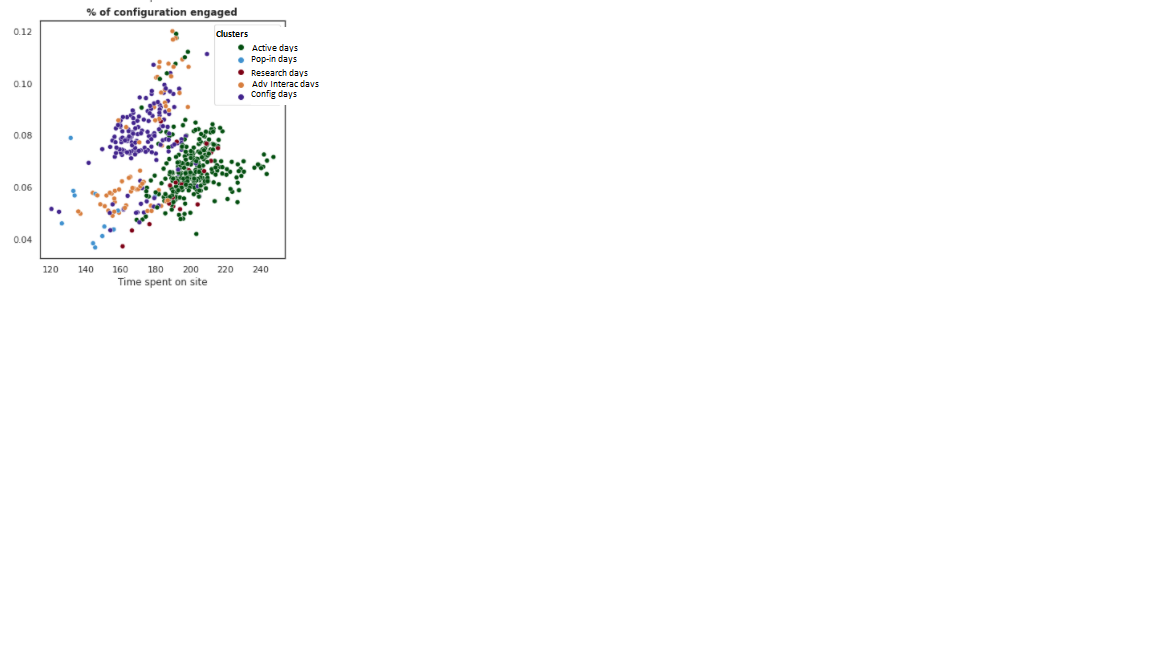 % of configuration engaged
0.12
0.10
0.08
0.06
0.04
Clusters
Active days
Pop-in days
Research days
Adv Interac days
Config days
120 140 160 180 200 220 240
Time spent on site